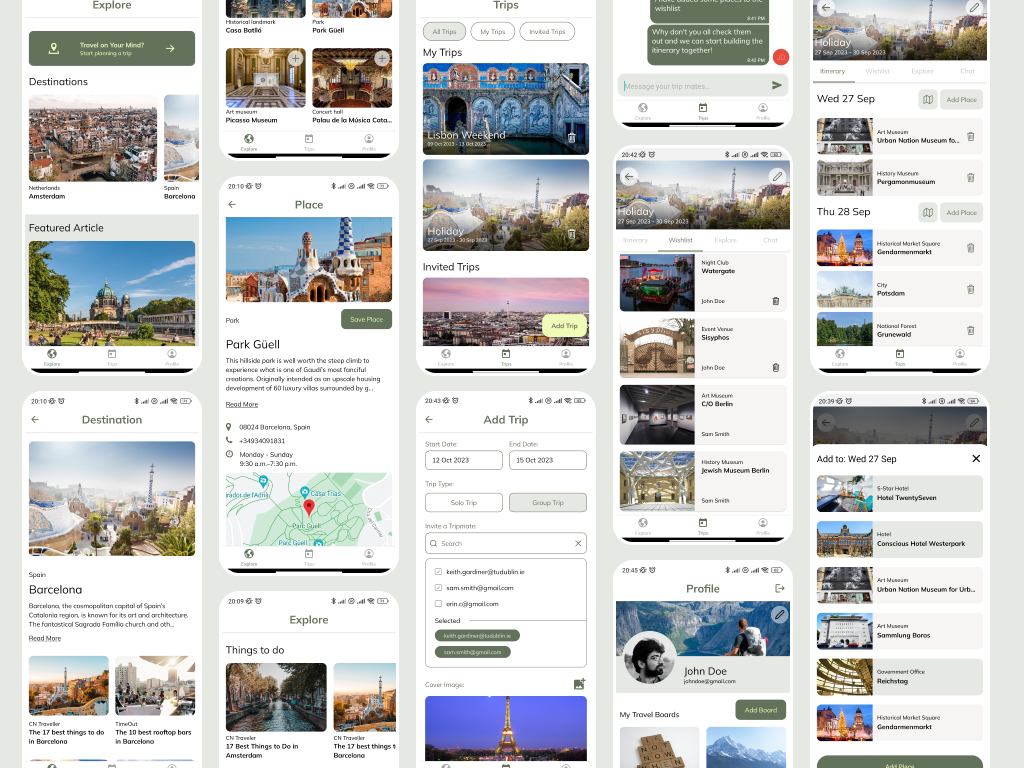 Explore
Travel on Your Mind?
Start planning a trip
Destinations
Netherlands
Amsterdam
Spain
Barcelona
Featured Article
Explore
Trips
Profile
20:10
Destination
Spain
Barcelona
Barcelona, the cosmopolitan capital of Spain's
Catalonia region, is known for its art and architecture.
The fantastical Sagrada Família church and oth...
Read More
CN Traveller
The 17 best things to do
in Barcelona
TimeOut
The 10 best rooftop bars
in Barcelona
Historical landmark
Casa Batlló
Park
Park Güell
Art museum
Picasso Museum
Concert hall
Palau de la Música Cata...
Explore
Trips
Profile
20:10
Place
Park
Save Place
Park Güell
This hillside park is well worth the steep climb to
experience what is one of Gaudí's most fanciful
creations. Originally intended as an upscale housing
development of 60 luxury villas surrounded by g...
Read More
08024 Barcelona, Spain
+34934091831
Monday - Sunday
9:30 a.m.–7:30 p.m.
Casa Trias
Parc Güell
Parc Güell
Explore
Trips
Profile
20:09
Explore
Things to do
CN Traveller
17 Best Things to Do in
Amsterdam
CN Traveller
The 17 best things t
Barcelona
Trips
All Trips
My Trips
Invited Trips
My Trips
Lisbon Weekend
09 Oct 2023 - 13 Oct 2023
Holiday
27 Sep 2023 - 30 Sep 2023
Invited Trips
Add Trip
Explore
Trips
Profile
20:43
Add Trip
Start Date:
End Date:
12 Oct 2023
15 Oct 2023
Trip Type:
Solo Trip
Group Trip
Invite a Tripmate:
Search
keith.gardiner@tudublin.ie
sam.smith@gmail.com
erin.c@gmail.com
Selected
keith.gardiner@tudublin.ie
sam.smith@gmail.com
Cover Image:
wishlist
8:41 PM
Why don't you all check them
out and we can start building the
itinerary together!
8:42 PM
JD
Message your trip mates...
Explore
Trips
Profile
20:42
Holiday
27 Sep 2023 - 30 Sep 2023
Itinerary
Wishlist
Explore
Chat
Night Club
Watergate
John Doe
Event Venue
Sisyphos
John Doe
Art Museum
C/O Berlin
Sam Smith
History Museum
Jewish Museum Berlin
Sam Smith
Explore
Trips
Profile
20:45
Profile
John Doe
johndoe@gmail.com
My Travel Boards
Add Board
Holiday
27 Sep 2023 - 30 Sep 2023
Itinerary
Wishlist
Explore
Chat
Wed 27 Sep
Add Place
Art Museum
Urban Nation Museum fo...
History Museum
Pergamonmuseum
Thu 28 Sep
Add Place
Historical Market Square
Gendarmenmarkt
City
Potsdam
National Forest
Grunewald
Explore
Trips
Profile
20:39
Add to: Wed 27 Sep
5-Star Hotel
Hotel TwentySeven
Hotel
Conscious Hotel Westerpark
Art Museum
Urban Nation Museum for Urb...
Art Museum
Sammlung Boros
Government Office
Reichstag
Historical Market Square
Gendarmenmarkt
Add Place